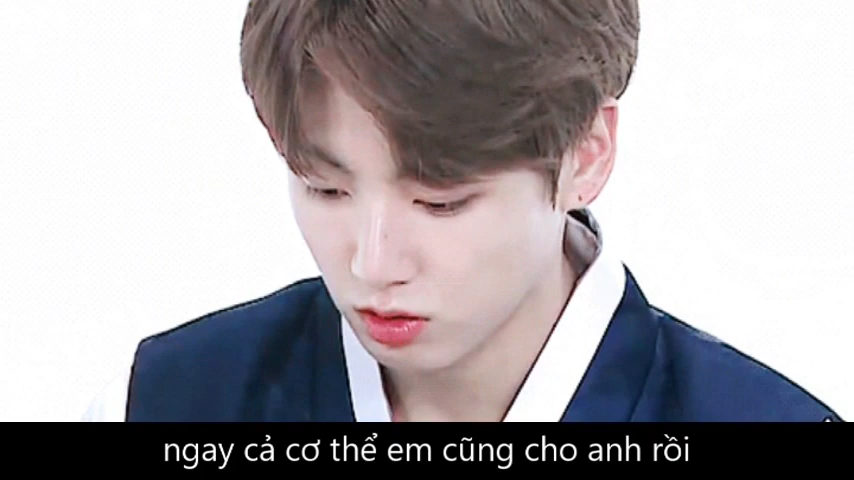 ngay cả cơ thể em cũng cho anh rồi